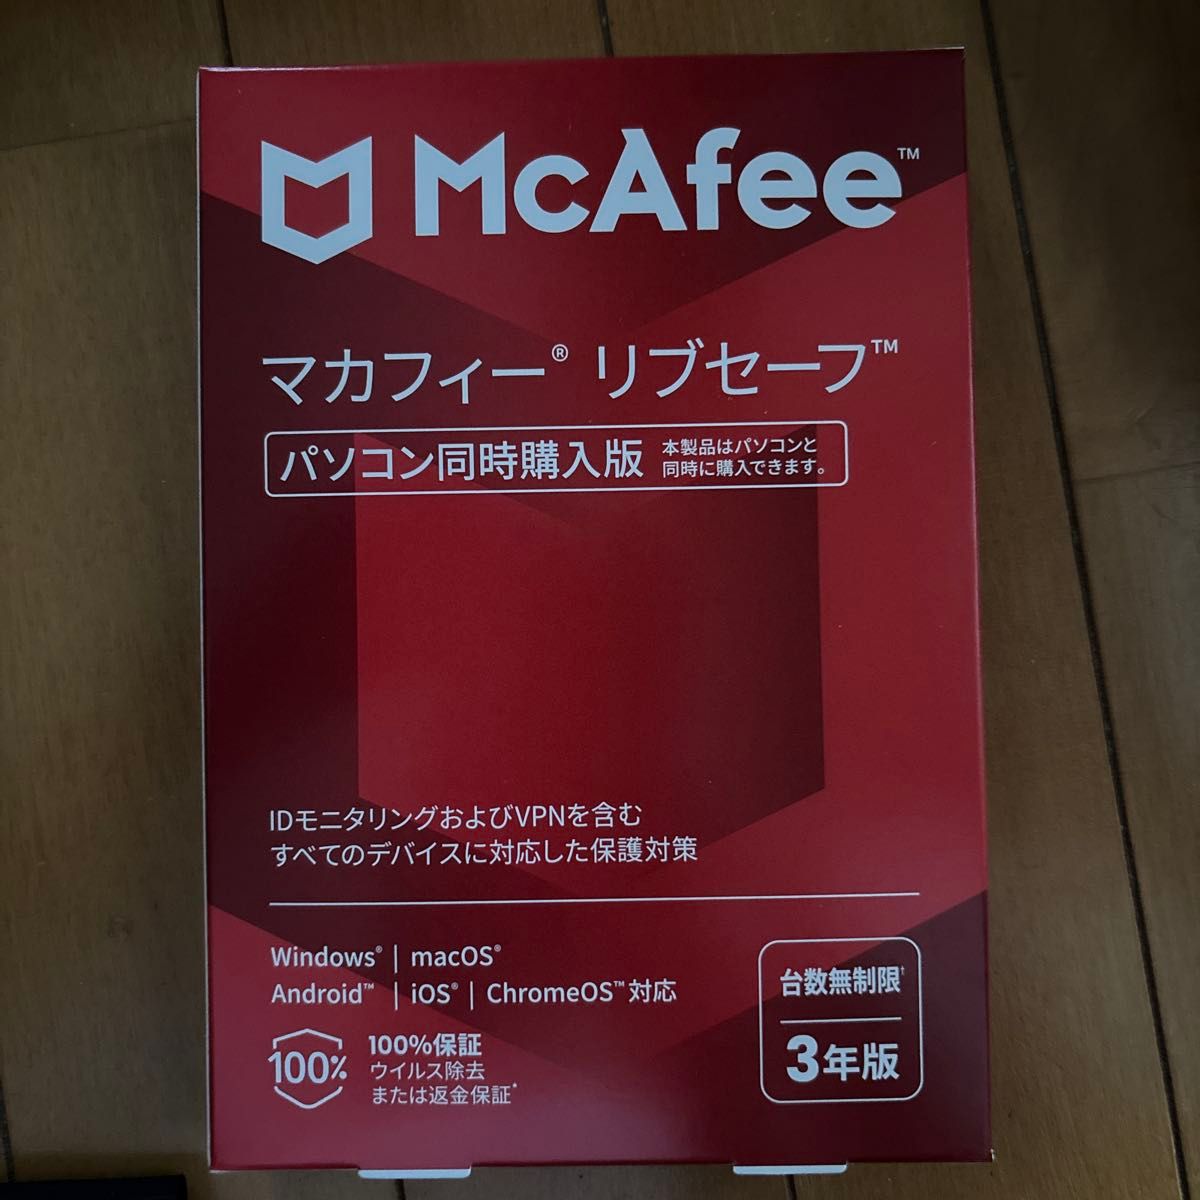 McAfee™
マカフィー® リブセーフ™
パソコン同時購入版
本製品はパソコンと
同時に購入できます。
IDモニタリングおよびVPNを含む
すべてのデバイスに対応した保護対策
Windows® | macOS®
Android™ | iOS® | ChromeOS™ 対応
100%
100%保証
ウイルス除去
または返金保証*
台数無制限†
3年版